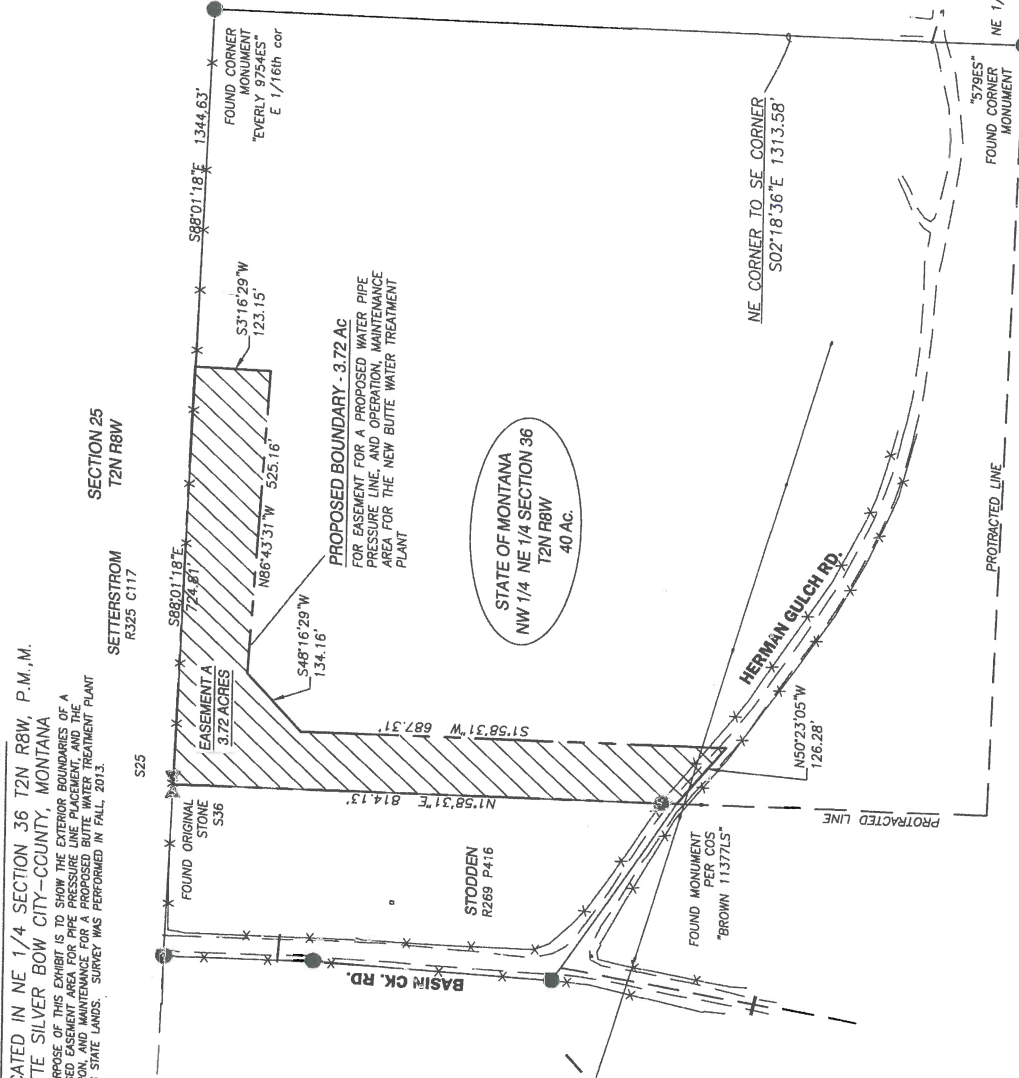 CATED IN NE 1/4 SECTION 36 T2N R8W, P.M.,M.
TTE SILVER BOW CITY-COUNTY, MONTANA
RPOSE OF THIS EXHIBIT IS TO SHOW THE EXTERIOR BOUNDARIES OF A
SED EASEMENT AREA FOR PIPE PRESSURE LINE PLACEMENT, AND THE
ION, AND MAINTENANCE FOR A PROPOSED BUTTE WATER TREATMENT PLANT
STATE LANDS. SURVEY WAS PERFORMED IN FALL, 2013.
SECTION 25
T2N R8W
SETTERSTROM
R325 C117
S25
FOUND ORIGINAL
STONE
S36
S88°01'18"E 1344.63'
FOUND CORNER
MONUMENT
"EVERLY 9754ES"
E 1/16th cor
S88°01'18"E
724.81'
S3°16'29"W
123.15'
N86°43'31"W 525.16'
EASEMENT A
3.72 ACRES
S48°16'29"W
134.16'
PROPOSED BOUNDARY - 3.72 Ac
FOR EASEMENT FOR A PROPOSED WATER PIPE
PRESSURE LINE, AND OPERATION, MAINTENANCE
AREA FOR THE NEW BUTTE WATER TREATMENT
PLANT
S1°58'31"W 687.31'
N1°58'31"E 814.13'
STATE OF MONTANA
NW 1/4 NE 1/4 SECTION 36
T2N R8W
40 Ac.
NE CORNER TO SE CORNER
S02°18'36"E 1313.58'
STODDEN
R269 P416
BASIN CK. RD.
HERMAN GULCH RD.
N50°23'05"W
126.28'
FOUND MONUMENT
PER COS
"BROWN 11377LS"
PROTRACTED LINE
PROTRACTED LINE
"579ES"
FOUND CORNER
MONUMENT
NE 1/